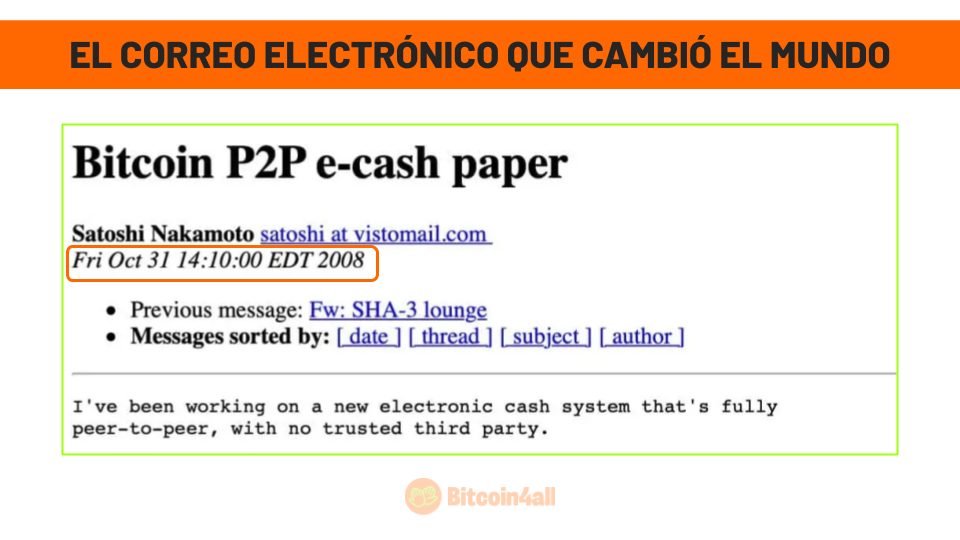 EL CORREO ELECTRÓNICO QUE CAMBIÓ EL MUNDO
Bitcoin P2P e-cash paper
Satoshi Nakamoto satoshi at vistomail.com
Fri Oct 31 14:10:00 EDT 2008
• Previous message: Fw: SHA-3 lounge
• Messages sorted by: [ date ] [ thread ] [ subject ] [ author ]
I've been working on a new electronic cash system that's fully
peer-to-peer, with no trusted third party.
Bitcoin4all